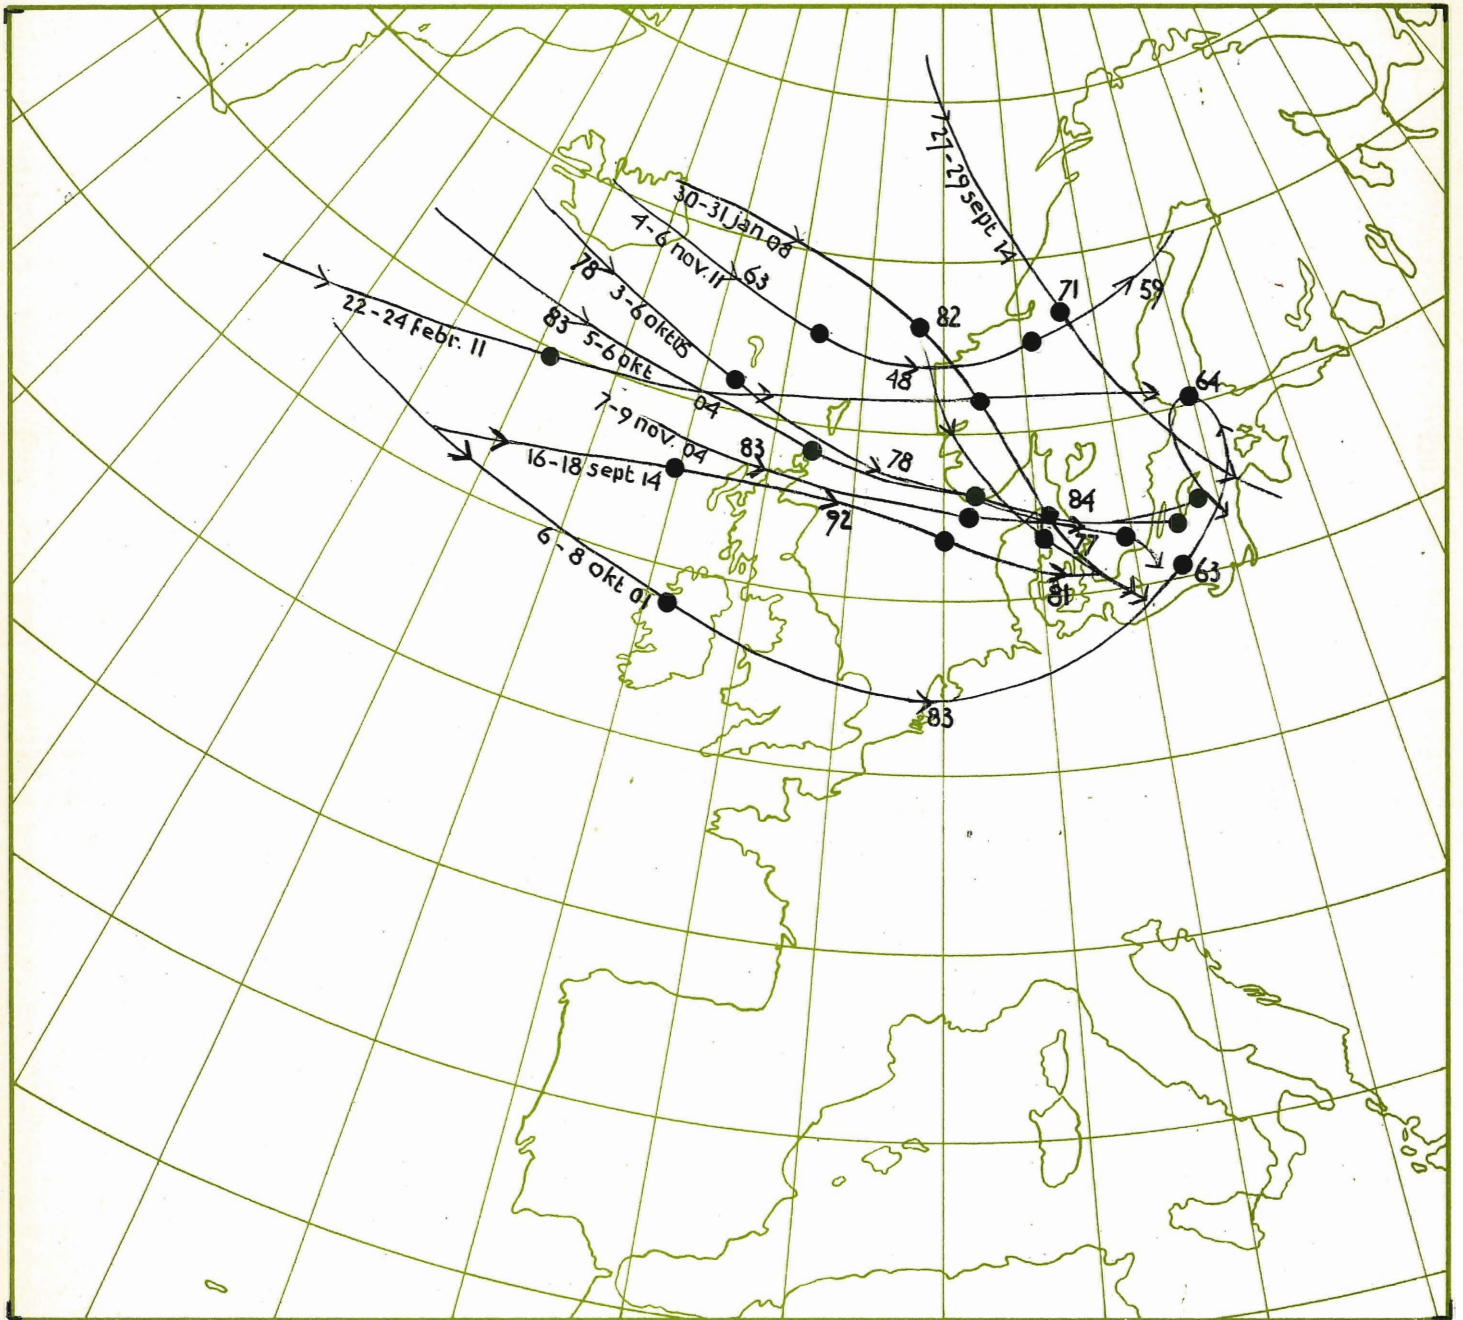 27-29 sept 14
30-31 jan 08
4-6 nov. 11
63
78
3-6 okt 05
71
59
82
22-24 febr. 11
83
5-6 okt
04
48
64
7-9 nov. 04
83
78
16-18 sept 14
92
84
77
81
63
6-8 okt 01
83